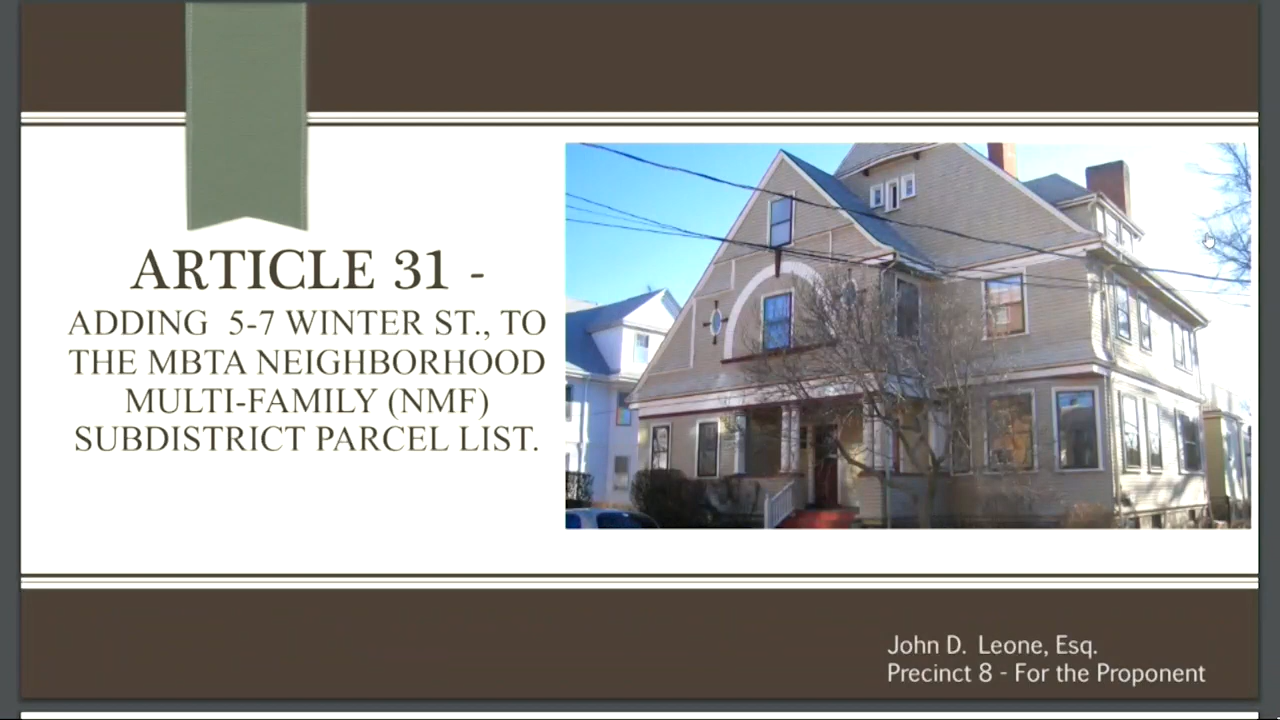 ARTICLE 31 -
ADDING 5-7 WINTER ST., TO
THE MBTA NEIGHBORHOOD
MULTI-FAMILY (NMF)
SUBDISTRICT PARCEL LIST.
John D. Leone, Esq.
Precinct 8 - For the Proponent